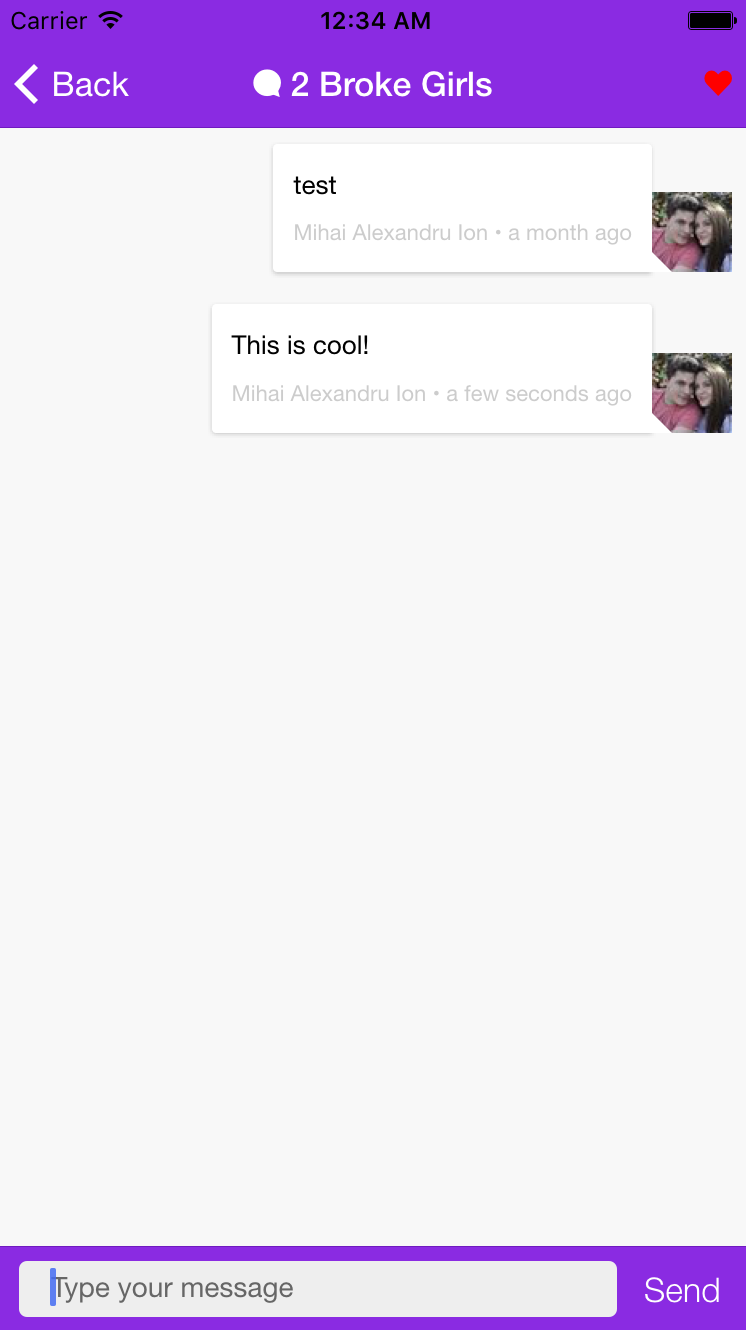 Carrier 12:34 AM
Back 2 Broke Girls
test
Mihai Alexandru Ion • a month ago
This is cool!
Mihai Alexandru Ion • a few seconds ago
Type your message Send